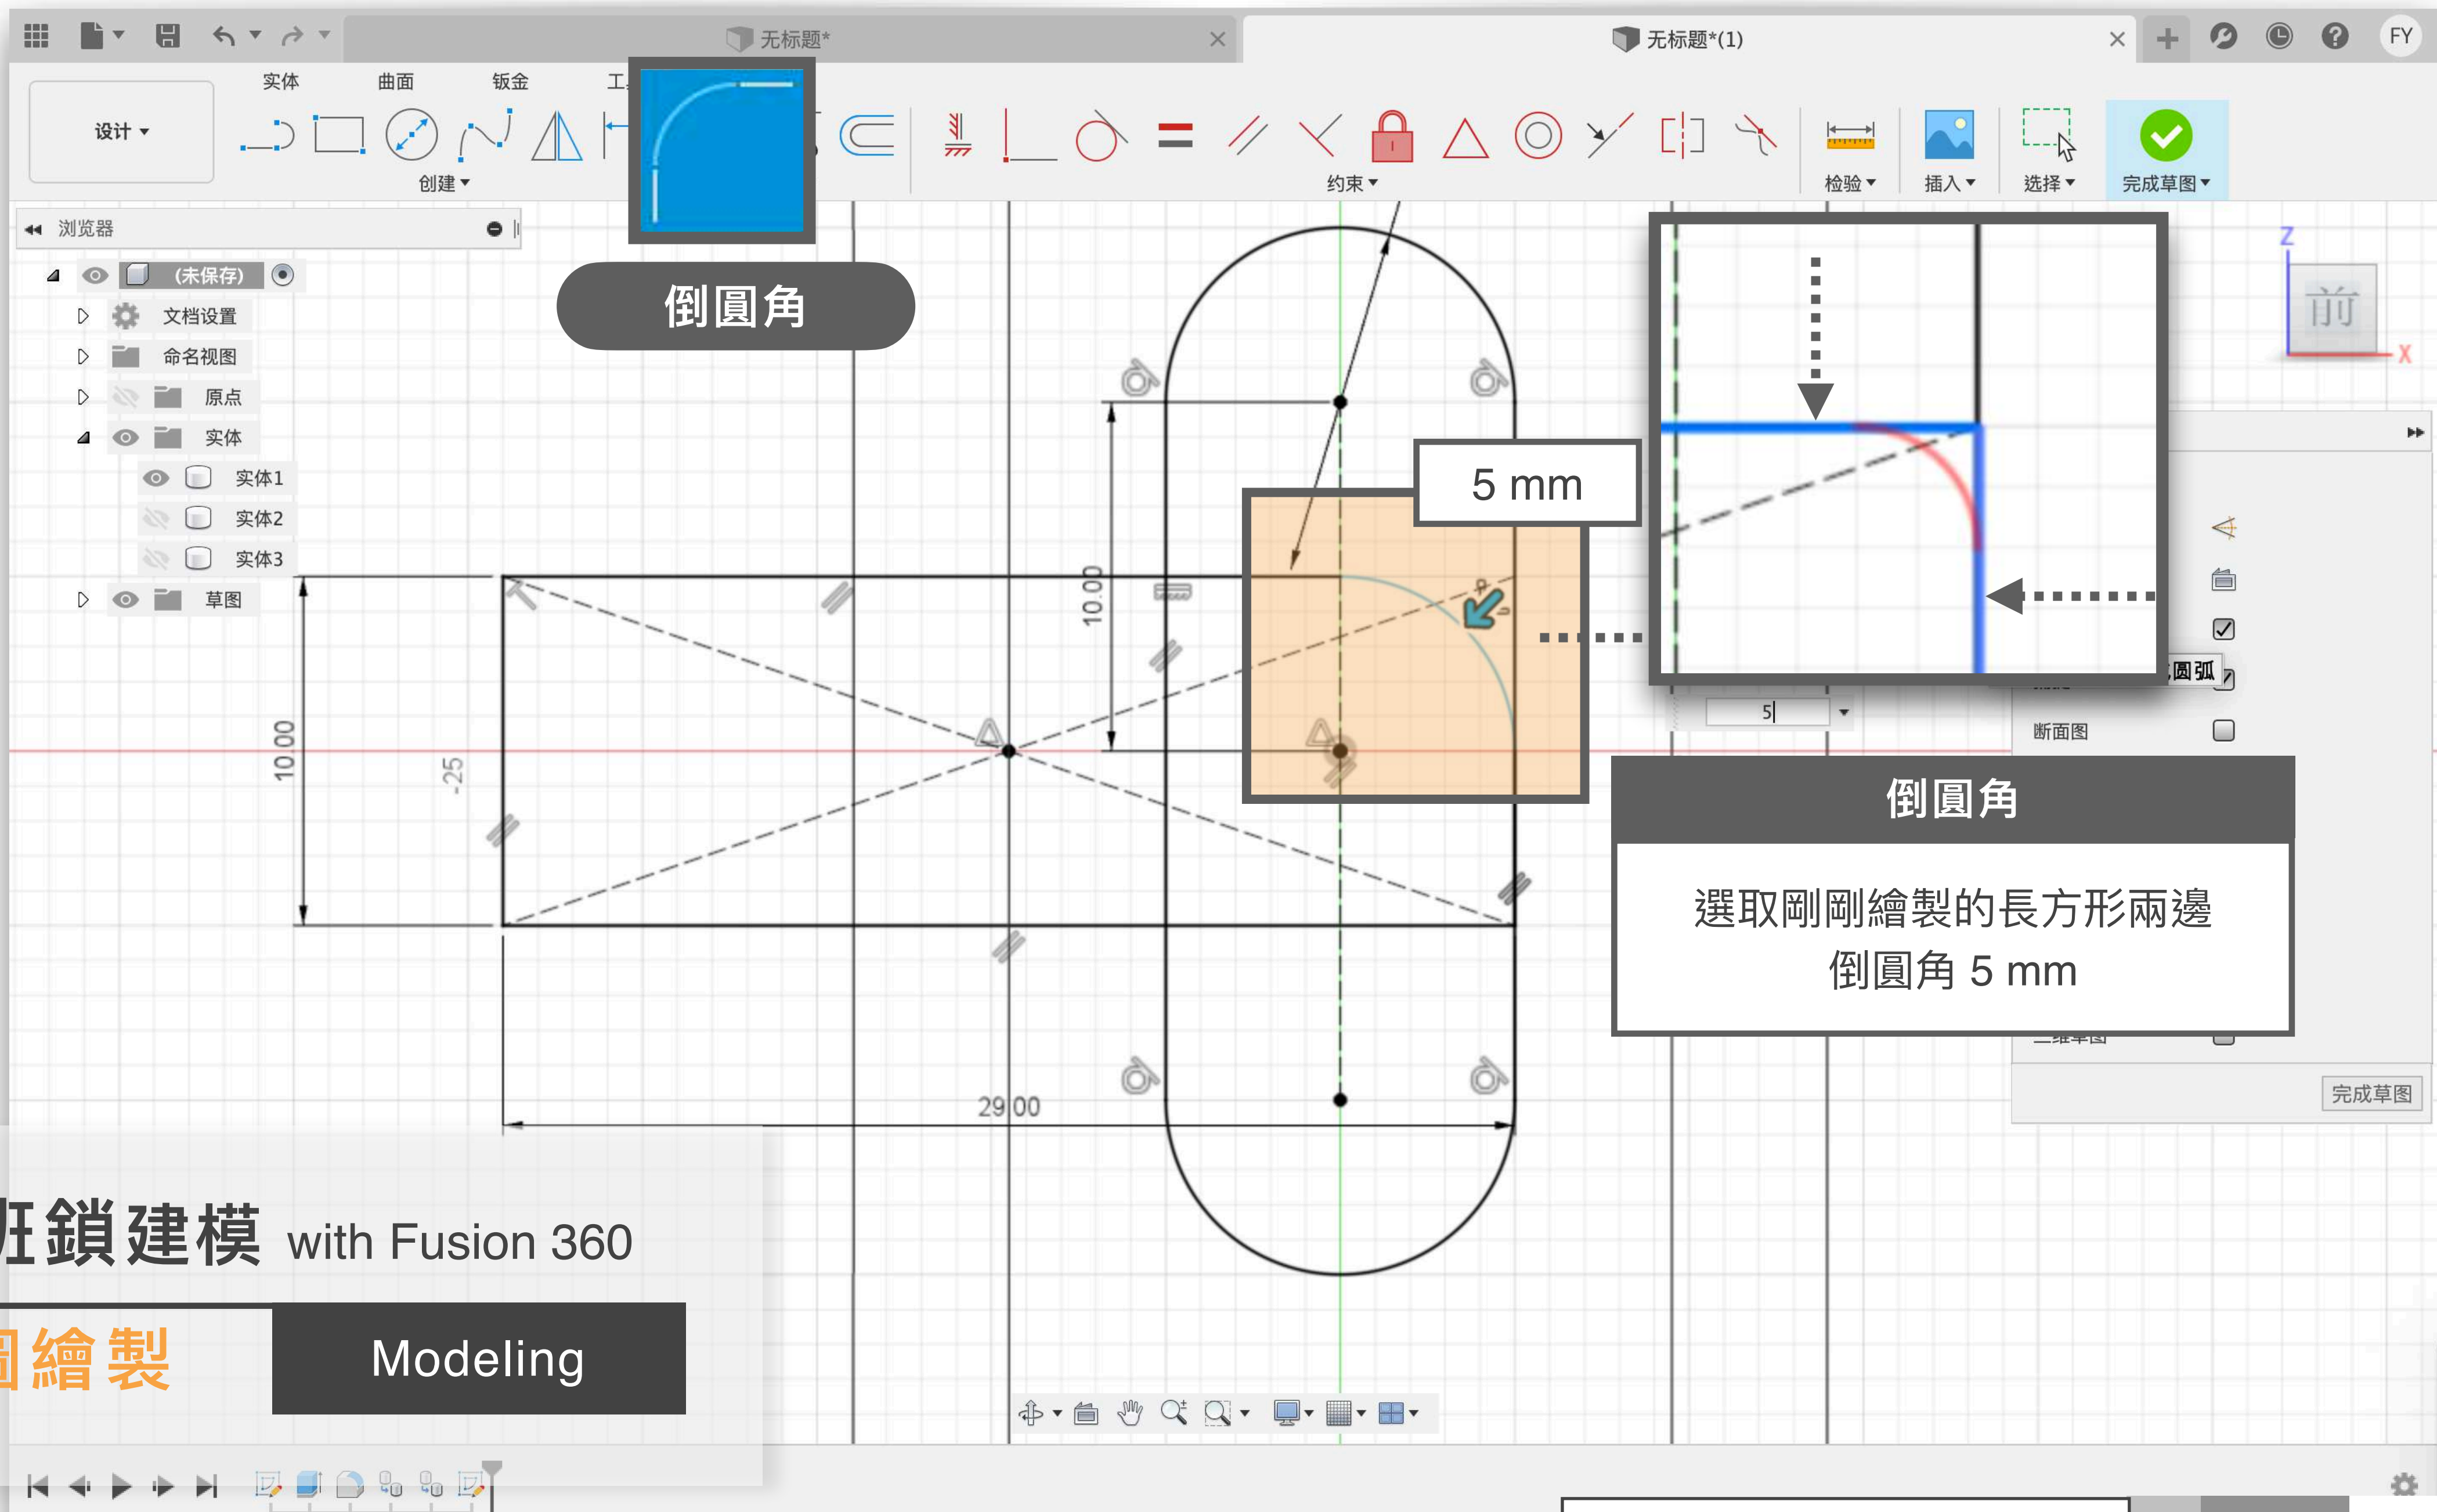 无标题*
无标题*(1)
FY
实体
曲面
钣金
设计
创建
约束
检验
插入
选择
完成草图
浏览器
(未保存)
文档设置
命名视图
原点
实体
实体1
实体2
实体3
草图
倒圓角
Z
前
X
5 mm
10.00
10.00
-25
29.00
圆弧
5
断面图
倒圓角
選取剛剛繪製的長方形兩邊
倒圓角 5 mm
完成草图
鎖建模 with Fusion 360
繪製
Modeling